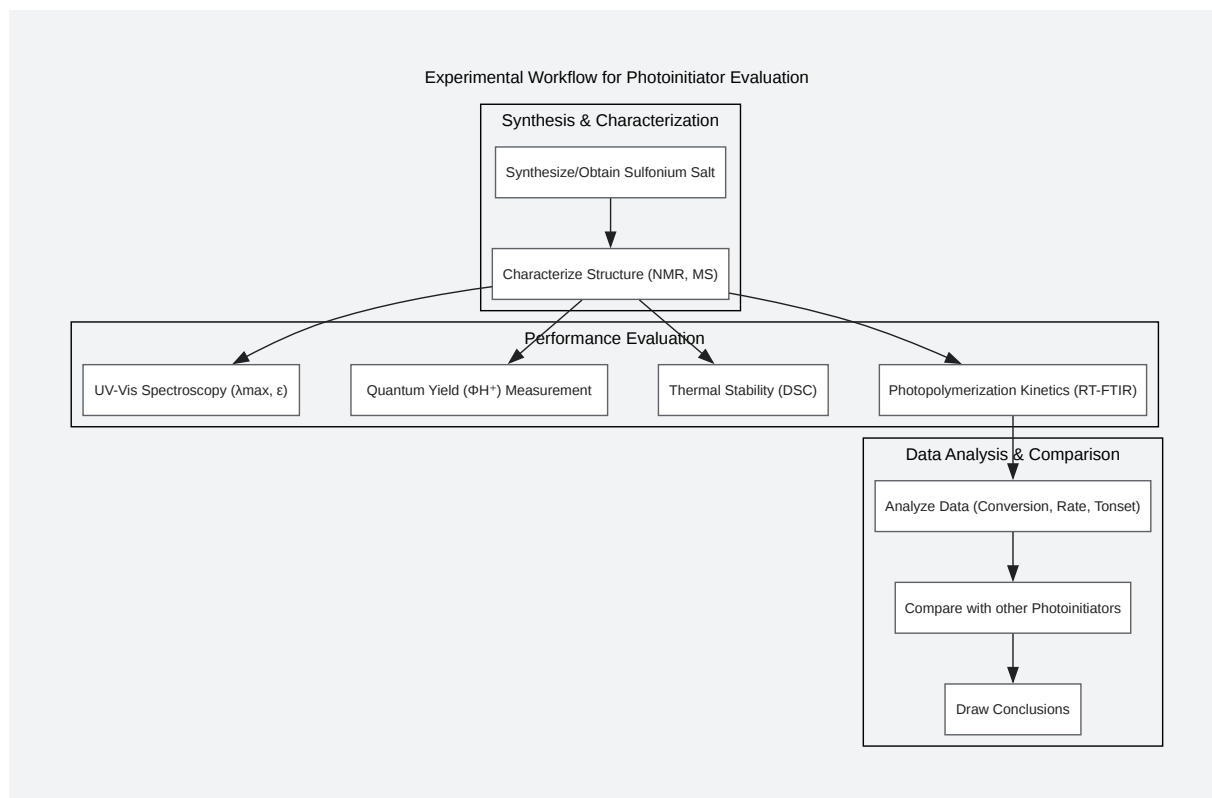 Experimental Workflow for Photoinitiator Evaluation
Synthesis & Characterization
Synthesize/Obtain Sulfonium Salt
Characterize Structure (NMR, MS)
Performance Evaluation
UV-Vis Spectroscopy (λmax, ε)
Quantum Yield (ΦH⁺) Measurement
Thermal Stability (DSC)
Photopolymerization Kinetics (RT-FTIR)
Data Analysis & Comparison
Analyze Data (Conversion, Rate, Tonset)
Compare with other Photoinitiators
Draw Conclusions